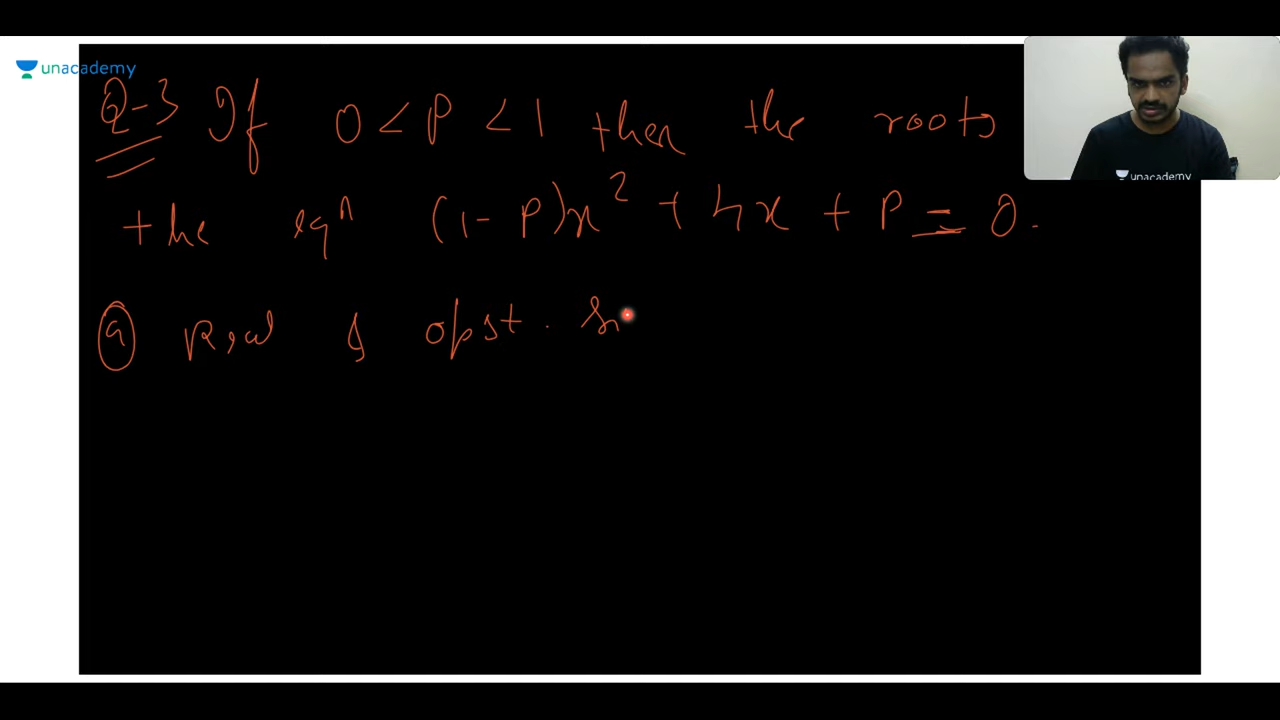 unacademy
Q-3 If 0 < P < 1 then the roots
the eqn (1-P)x² + 4x + P = 0.
(a) Real & opst.
unacademy